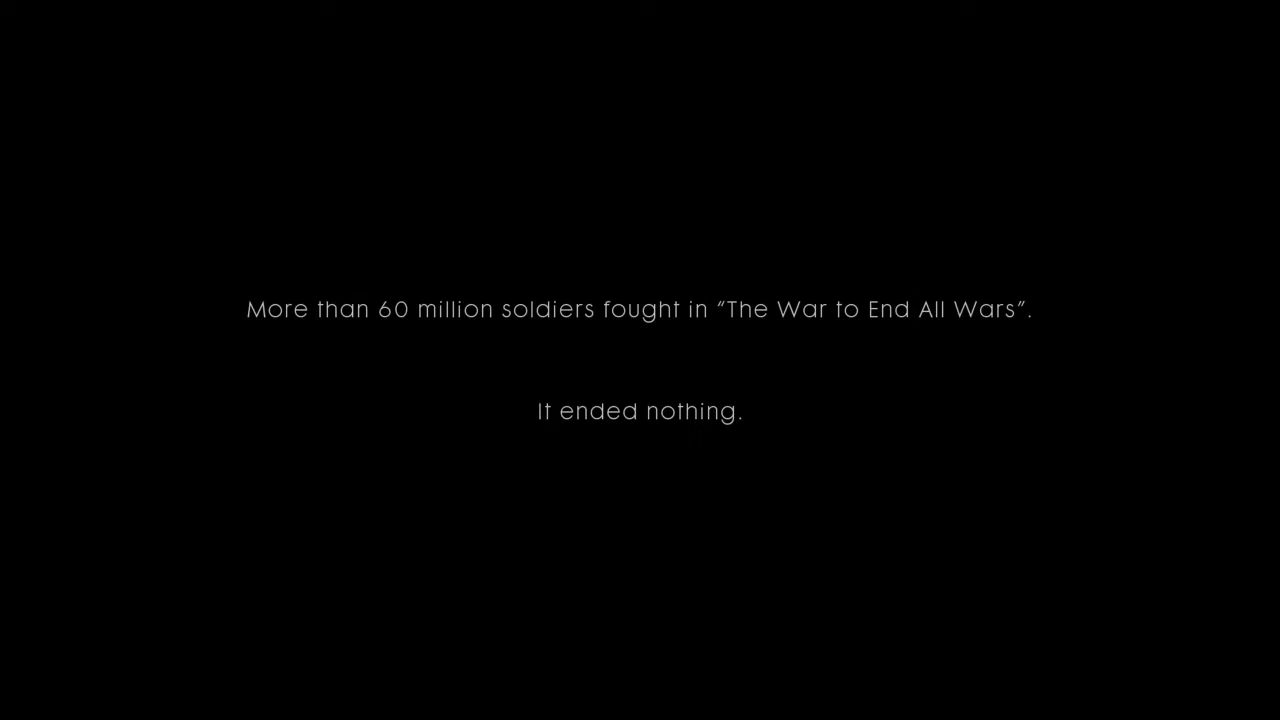 More than 60 million soldiers fought in “The War to End All Wars”.
It ended nothing.